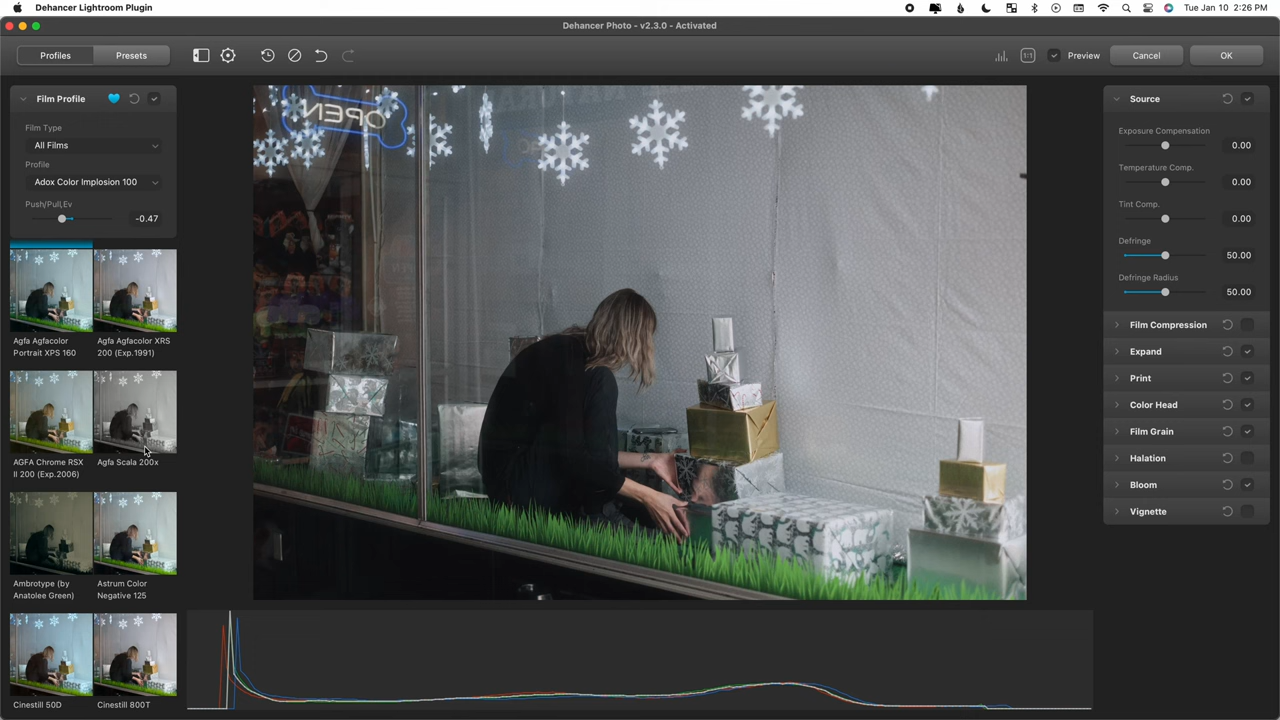 Dehancer Lightroom Plugin
Tue Jan 10 2:26 PM
Dehancer Photo - v2.3.0 - Activated
Profiles
Presets
1:1
Preview
Cancel
OK
Film Profile
Film Type
All Films
Profile
Adox Color Implosion 100
Push/Pull,Ev
-0.47
Agfa Agfacolor
Portrait XPS 160
Agfa Agfacolor XRS
200 (Exp.1991)
AGFA Chrome RSX
II 200 (Exp.2006)
Agfa Scala 200x
Ambrotype (by
Anatolee Green)
Astrum Color
Negative 125
Cinestill 50D
Cinestill 800T
OPEN
Source
Exposure Compensation
0.00
Temperature Comp.
0.00
Tint Comp.
0.00
Defringe
50.00
Defringe Radius
50.00
Film Compression
Expand
Print
Color Head
Film Grain
Halation
Bloom
Vignette